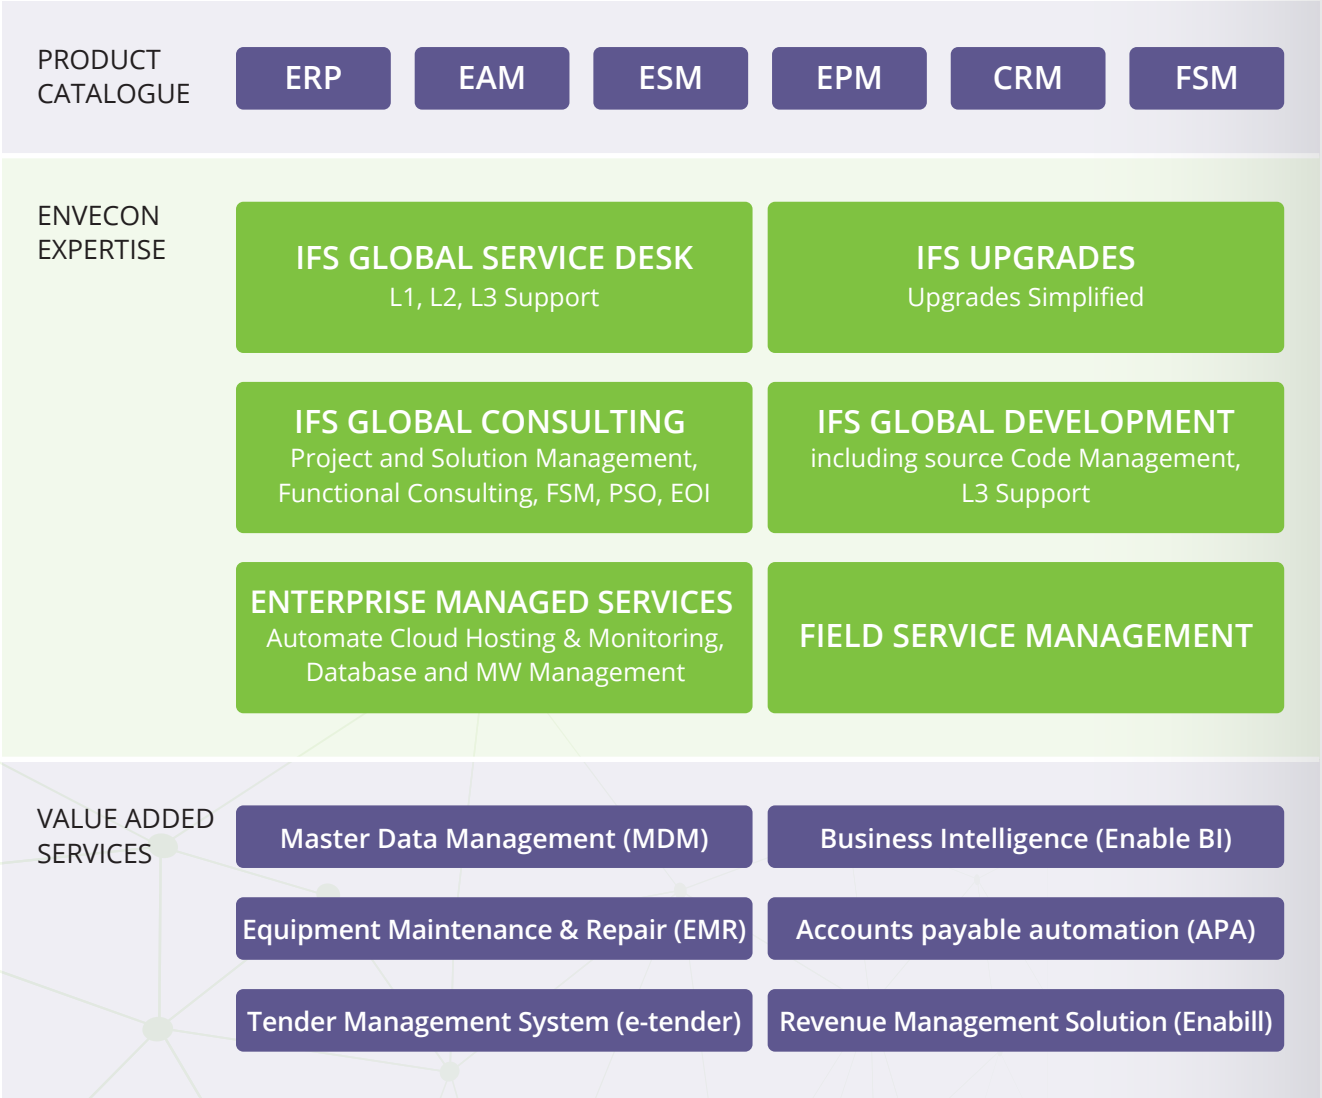 PRODUCT
CATALOGUE
ERP
EAM
ESM
EPM
CRM
FSM
ENVECON
EXPERTISE
IFS GLOBAL SERVICE DESK
L1, L2, L3 Support
IFS UPGRADES
Upgrades Simplified
IFS GLOBAL CONSULTING
Project and Solution Management,
Functional Consulting, FSM, PSO, EOI
IFS GLOBAL DEVELOPMENT
including source Code Management,
L3 Support
ENTERPRISE MANAGED SERVICES
Automate Cloud Hosting & Monitoring,
Database and MW Management
FIELD SERVICE MANAGEMENT
VALUE ADDED
SERVICES
Master Data Management (MDM)
Business Intelligence (Enable BI)
Equipment Maintenance & Repair (EMR)
Accounts payable automation (APA)
Tender Management System (e-tender)
Revenue Management Solution (Enabill)